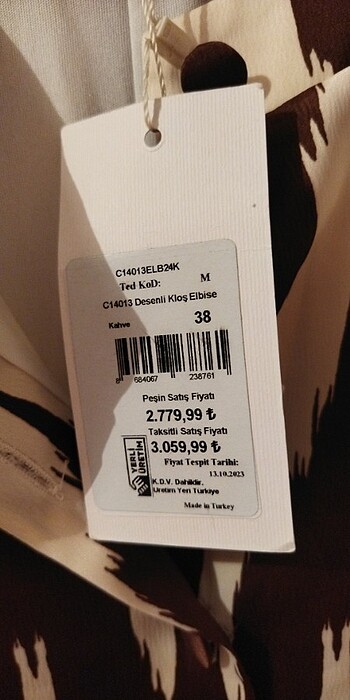 C14013ELB24K
Ted KoD: M
C14013 Desenli Kloş Elbise
Kahve 38
8 684067 238761
Peşin Satış Fiyatı
2.779,99 ₺
Taksitli Satış Fiyatı
3.059,99 ₺
YERLİ ÜRETİM
Fiyat Tespit Tarihi:
13.10.2023
K.D.V. Dahildir.
Üretim Yeri Türkiye
Made in Turkey